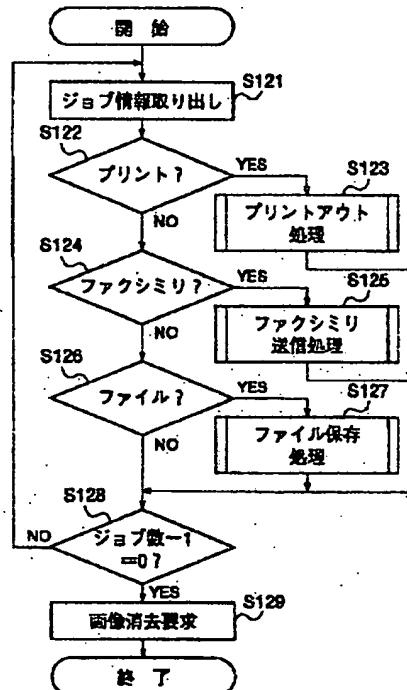 開 始
S121
ジョブ情報取り出し
S122
プリント？
YES
NO
S123
プリントアウト
処理
S124
ファクシミリ？
YES
NO
S125
ファクシミリ
送信処理
S126
ファイル？
YES
NO
S127
ファイル保存
処理
S128
ジョブ数－1
＝0？
NO
YES
S129
画像消去要求
終 了